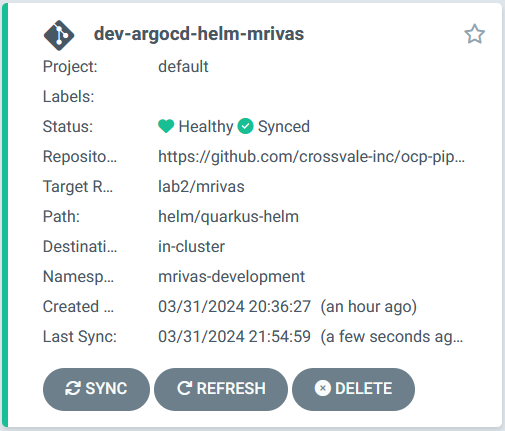 dev-argocd-helm-mrivas
Project: default
Labels:
Status: Healthy Synced
Reposito... https://github.com/crossvale-inc/ocp-pip...
Target R... lab2/mrivas
Path: helm/quarkus-helm
Destinati... in-cluster
Namesp... mrivas-development
Created ... 03/31/2024 20:36:27 (an hour ago)
Last Sync: 03/31/2024 21:54:59 (a few seconds ag...
SYNC REFRESH DELETE